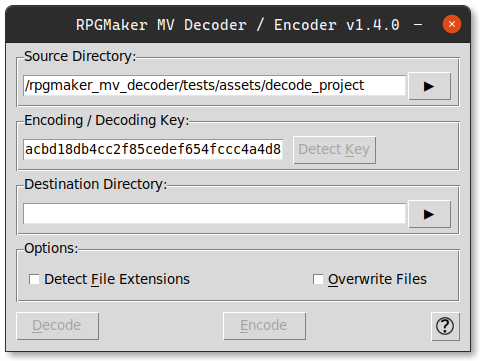 RPGMaker MV Decoder / Encoder v1.4.0
Source Directory:
/rpgmaker_mv_decoder/tests/assets/decode_project
Encoding / Decoding Key:
acbd18db4cc2f85cedef654fccc4a4d8
Detect Key
Destination Directory:
Options:
Detect File Extensions
Overwrite Files
Decode
Encode
?